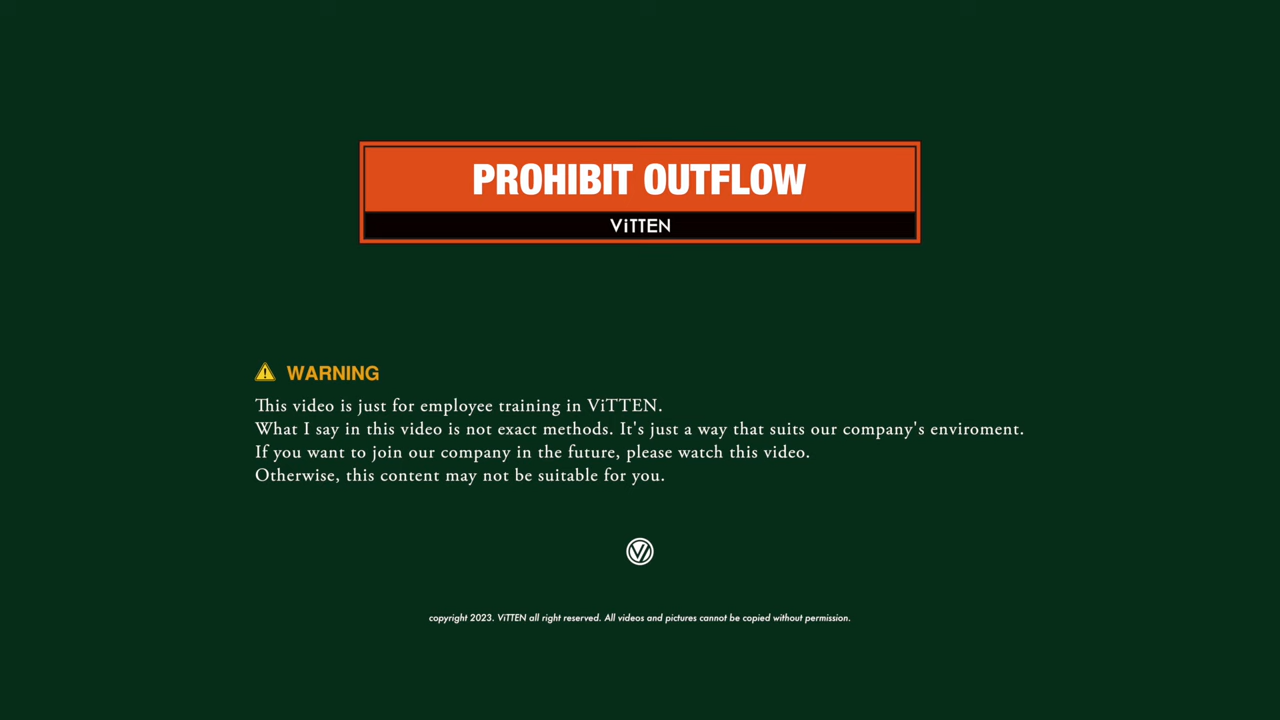 PROHIBIT OUTFLOW
ViTTEN
WARNING
This video is just for employee training in ViTTEN.
What I say in this video is not exact methods. It's just a way that suits our company's enviroment.
If you want to join our company in the future, please watch this video.
Otherwise, this content may not be suitable for you.
copyright 2023. ViTTEN all right reserved. All videos and pictures cannot be copied without permission.